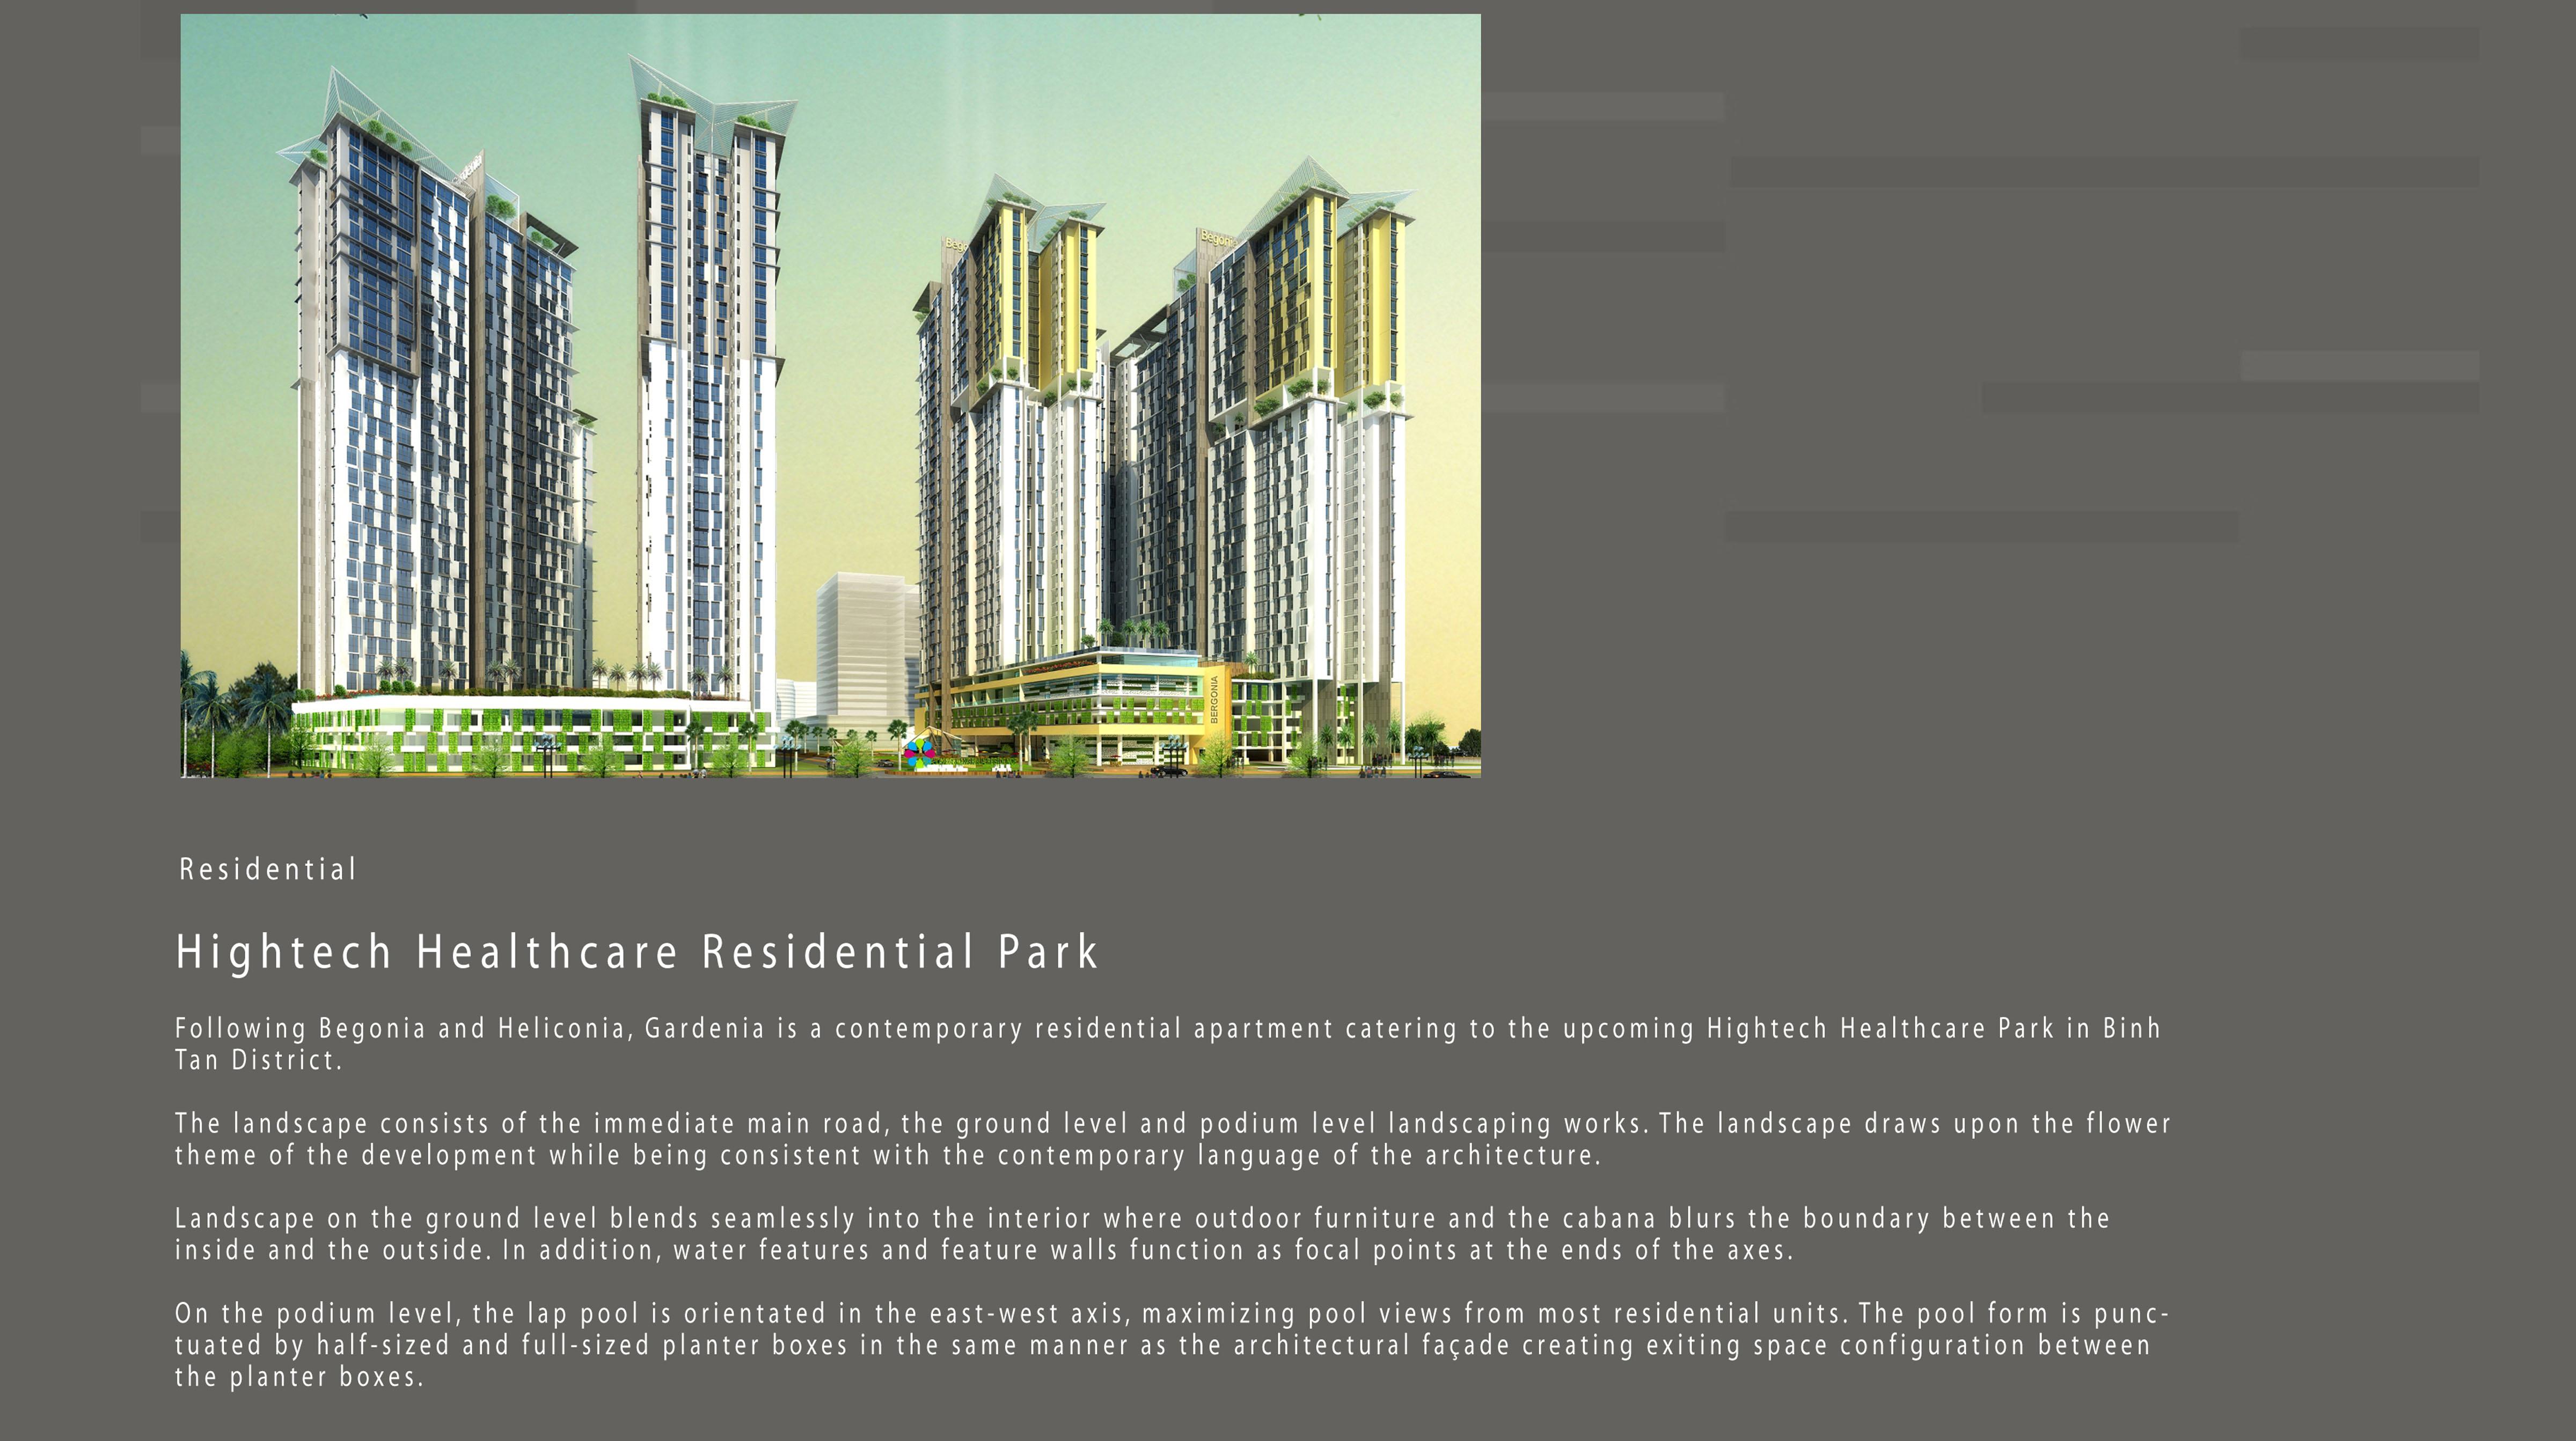 Bego
Begoni
BERGONIA
Residential
Hightech Healthcare Residential Park
Following Begonia and Heliconia, Gardenia is a contemporary residential apartment catering to the upcoming Hightech Healthcare Park in Binh
Tan District.
The landscape consists of the immediate main road, the ground level and podium level landscaping works. The landscape draws upon the flower
theme of the development while being consistent with the contemporary language of the architecture.
Landscape on the ground level blends seamlessly into the interior where outdoor furniture and the cabana blurs the boundary between the
inside and the outside. In addition, water features and feature walls function as focal points at the ends of the axes.
On the podium level, the lap pool is orientated in the east-west axis, maximizing pool views from most residential units. The pool form is punc-
tuated by half-sized and full-sized planter boxes in the same manner as the architectural façade creating exiting space configuration between
the planter boxes.